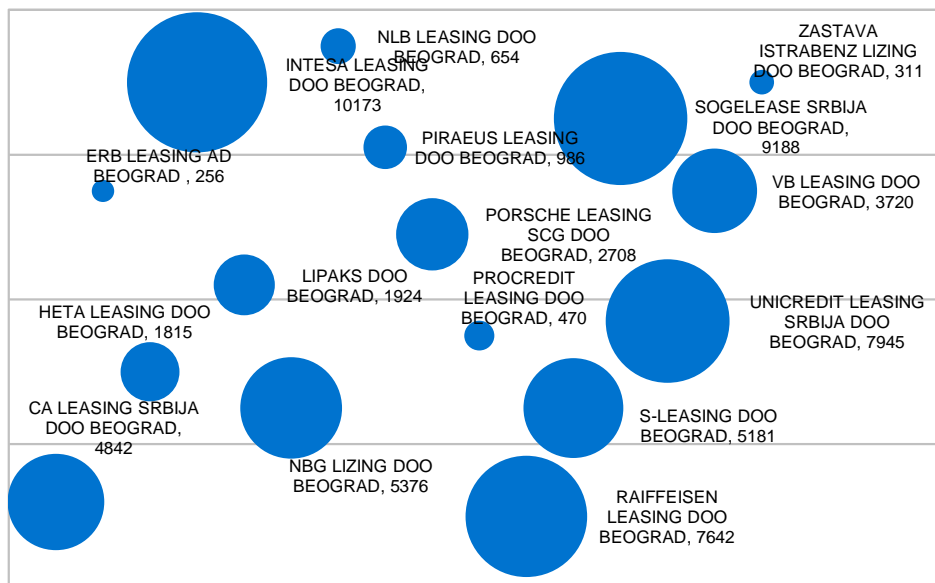 NLB LEASING DOO
BEOGRAD, 654
INTESA LEASING
DOO BEOGRAD,
10173
ZASTAVA
ISTRABENZ LIZING
DOO BEOGRAD, 311
SOGELEASE SRBIJA
DOO BEOGRAD,
9188
PIRAEUS LEASING
DOO BEOGRAD, 986
ERB LEASING AD
BEOGRAD , 256
VB LEASING DOO
BEOGRAD, 3720
PORSCHE LEASING
SCG DOO
BEOGRAD, 2708
LIPAKS DOO
BEOGRAD, 1924
PROCREDIT
LEASING DOO
BEOGRAD, 470
HETA LEASING DOO
BEOGRAD, 1815
UNICREDIT LEASING
SRBIJA DOO
BEOGRAD, 7945
CA LEASING SRBIJA
DOO BEOGRAD,
4842
S-LEASING DOO
BEOGRAD, 5181
NBG LIZING DOO
BEOGRAD, 5376
RAIFFEISEN
LEASING DOO
BEOGRAD, 7642